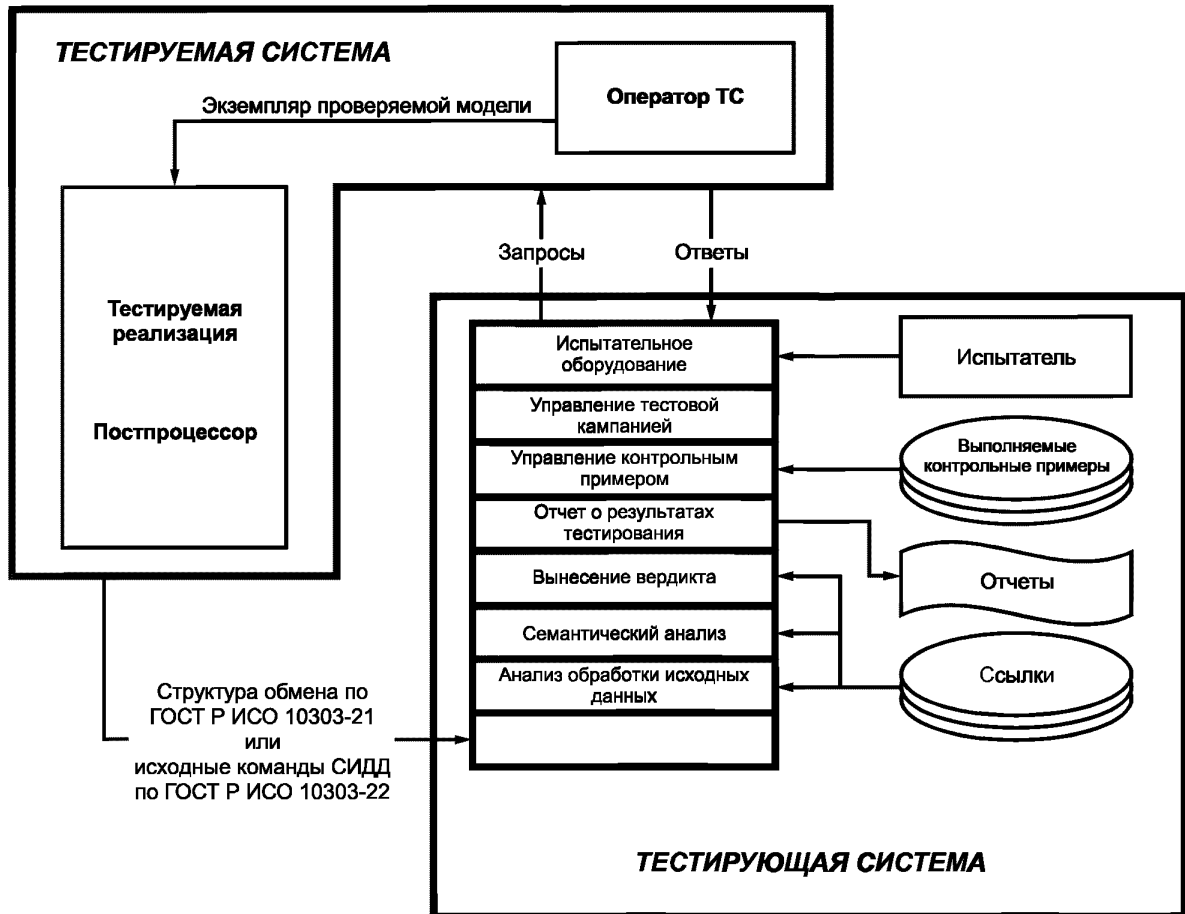 ТЕСТИРУЕМАЯ СИСТЕМА
Оператор ТС
Экземпляр проверяемой модели
Тестируемая
реализация
Постпроцессор
Запросы
Ответы
Испытательное
оборудование
Испытатель
Управление тестовой
кампанией
Управление контрольным
примером
Выполняемые
контрольные примеры
Отчет о результатах
тестирования
Отчеты
Вынесение вердикта
Семантический анализ
Анализ обработки исходных
данных
Ссылки
Структура обмена по
ГОСТ Р ИСО 10303-21
или
исходные команды СИДД
по ГОСТ Р ИСО 10303-22
ТЕСТИРУЮЩАЯ СИСТЕМА